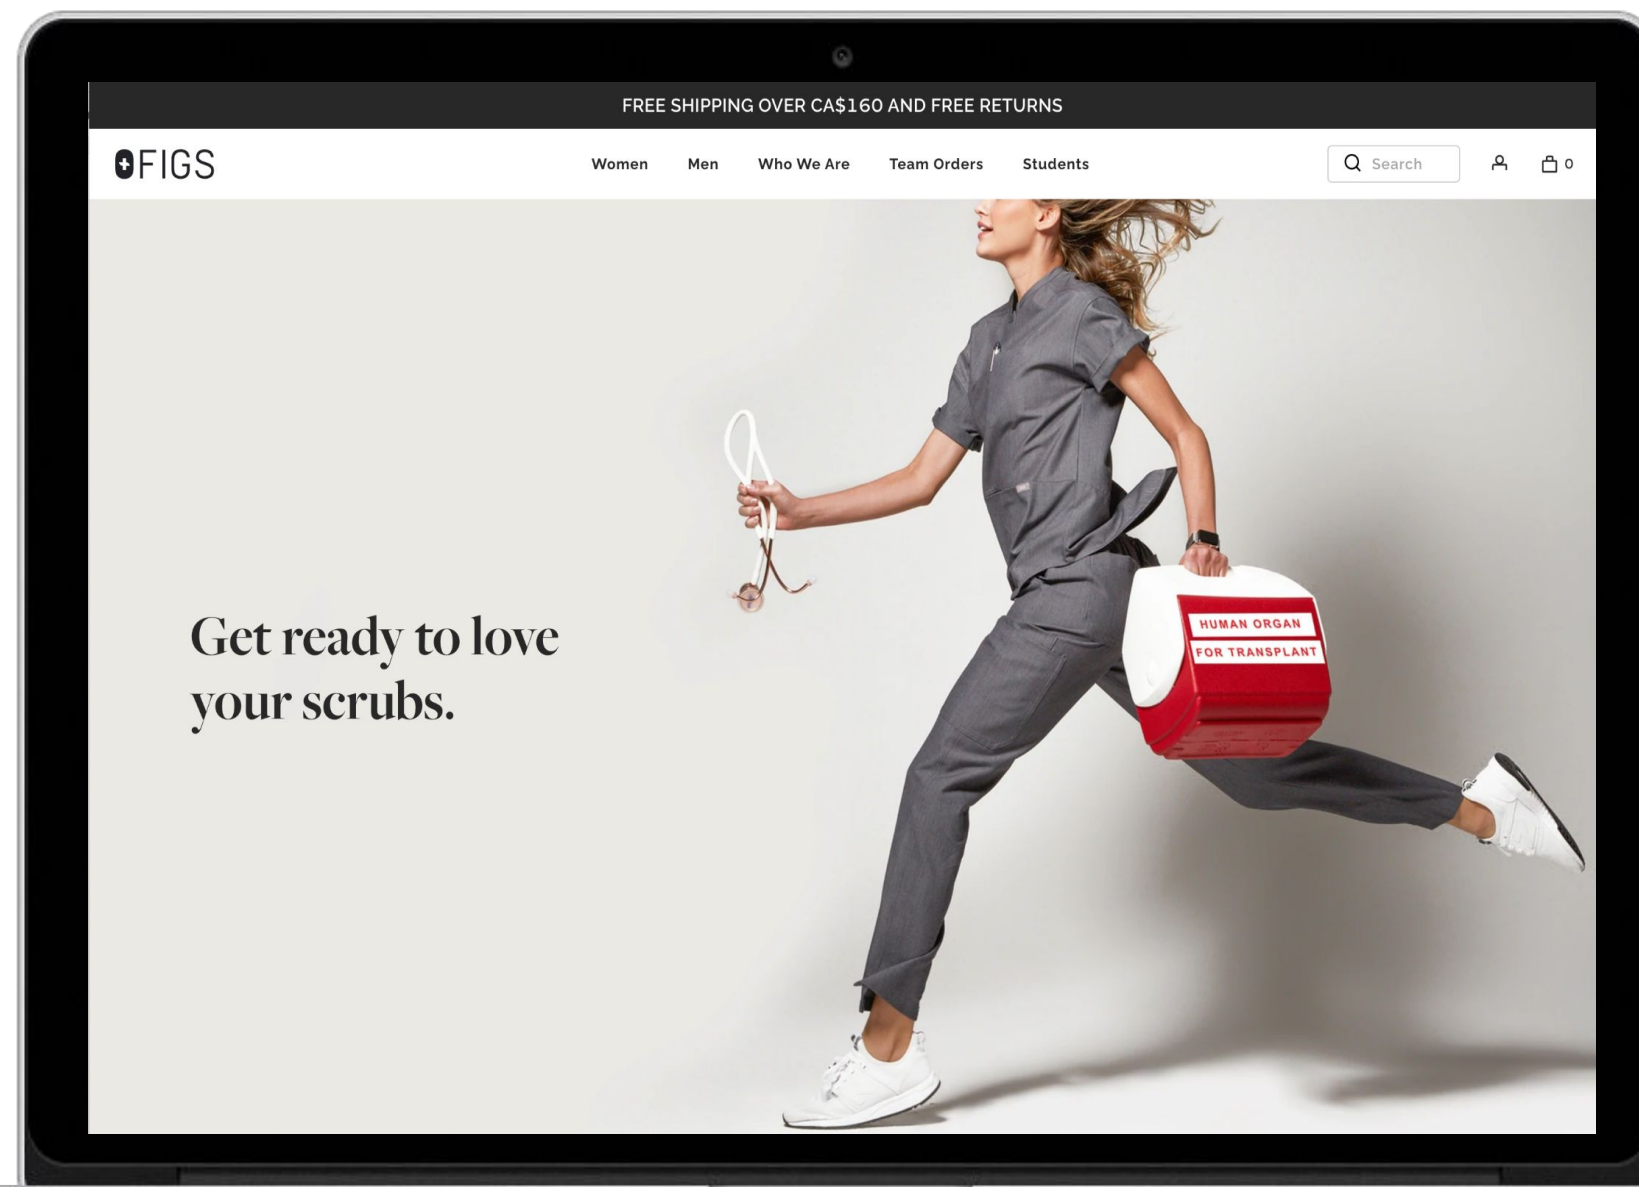 FREE SHIPPING OVER CA$160 AND FREE RETURNS
FIGS
Women Men Who We Are Team Orders Students
Search
0
Get ready to love
your scrubs.
HUMAN ORGAN
FOR TRANSPLANT